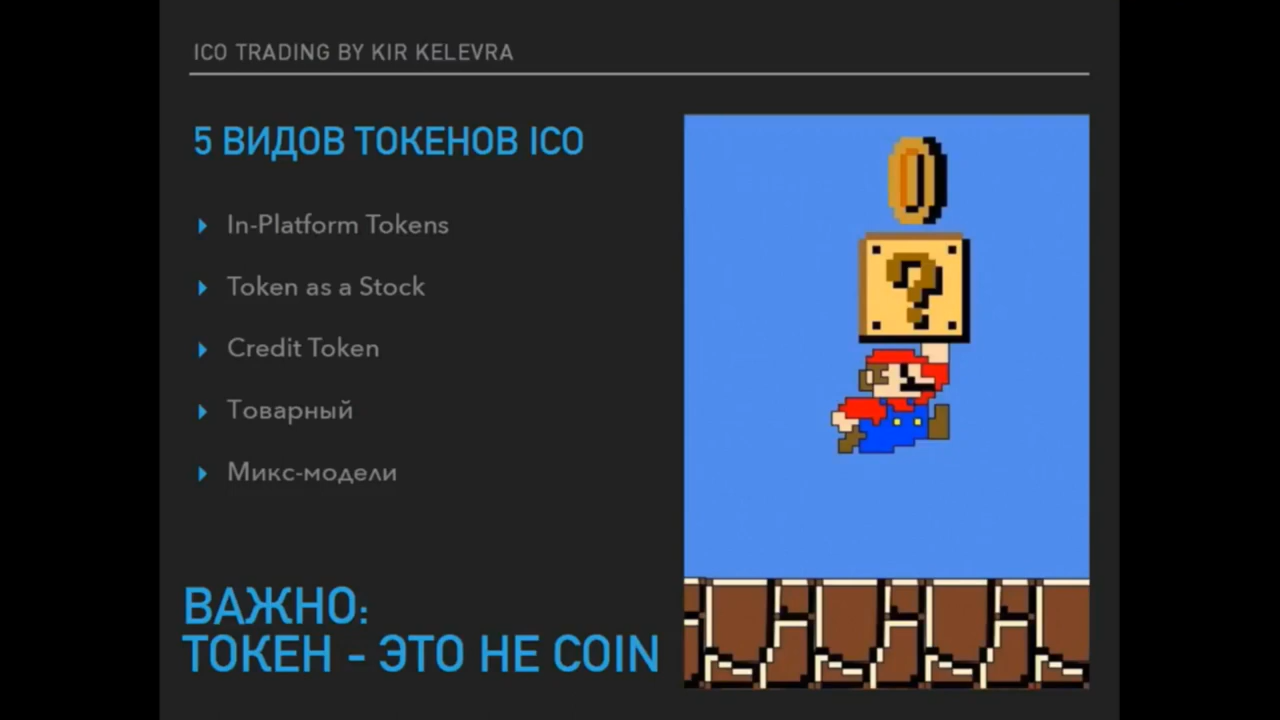 ICO TRADING BY KIR KELEVRA
5 ВИДОВ ТОКЕНОВ ICO
In-Platform Tokens
Token as a Stock
Credit Token
Товарный
Микс-модели
ВАЖНО:
ТОКЕН - ЭТО НЕ COIN
?